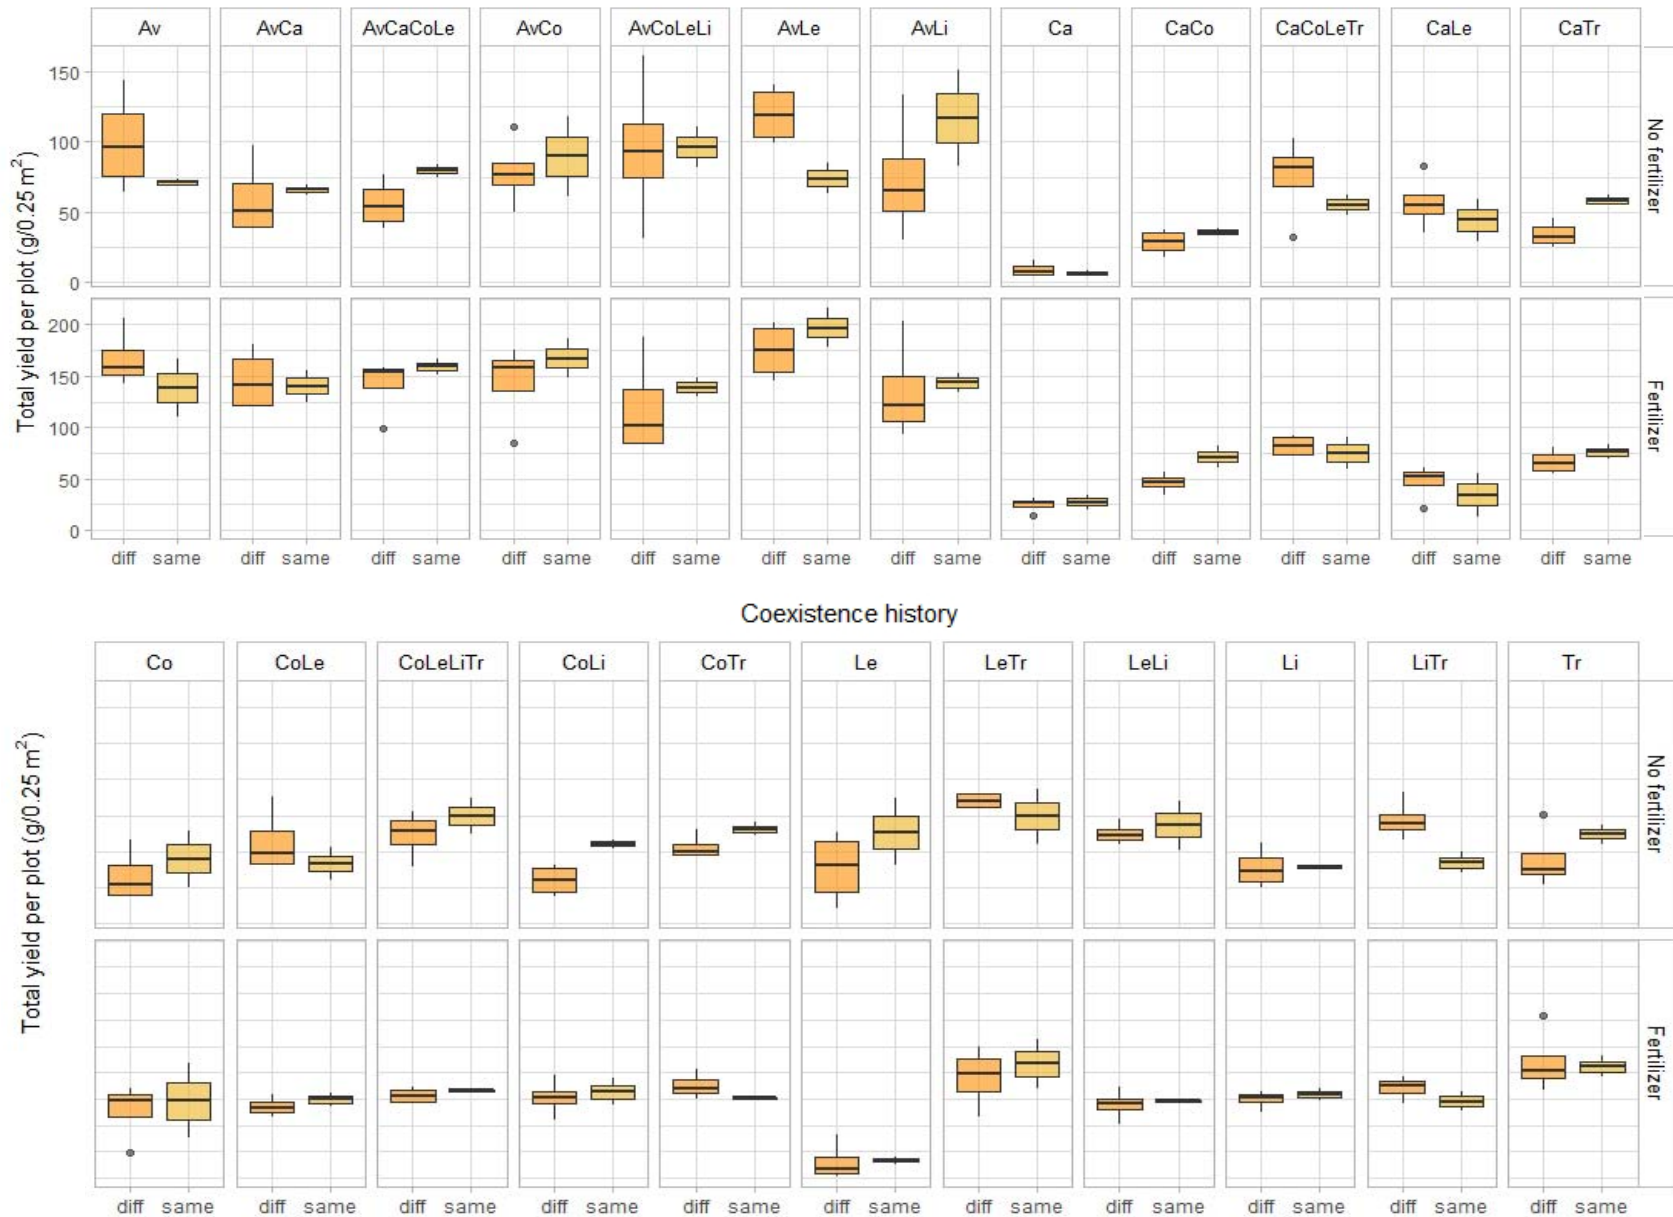 Av AvCa AvCaCoLe AvCo AvCoLeLi AvLe AvLi Ca CaCo CaCoLeTr CaLe CaTr
Total yield per plot (g/0.25 m²)
150
100
50
0
No fertilizer
200
150
100
50
0
Fertilizer
diff same diff same diff same diff same diff same diff same diff same diff same diff same diff same diff same diff same
Coexistence history
Co CoLe CoLeLiTr CoLi CoTr Le LeTr LeLi Li LiTr Tr
Total yield per plot (g/0.25 m²)
No fertilizer
Fertilizer
diff same diff same diff same diff same diff same diff same diff same diff same diff same diff same diff same